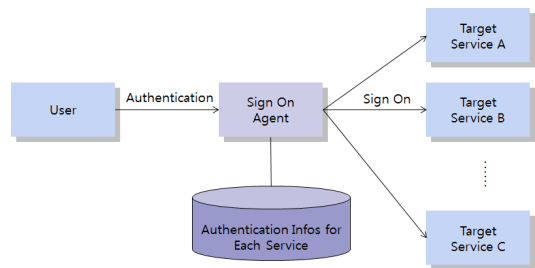 User
Authentication
Sign On
Agent
Sign On
Target
Service A
Target
Service B
Target
Service C
Authentication Infos for
Each Service